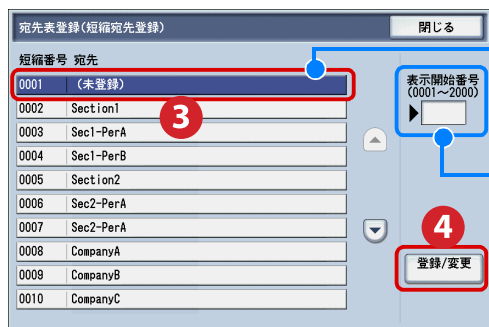 宛先表登録(短縮宛先登録)
閉じる
短縮番号 宛先
0001 (未登録)
0002 Section1
0003 Sec1-PerA
0004 Sec1-PerB
0005 Section2
0006 Sec2-PerA
0007 Sec2-PerA
0008 CompanyA
0009 CompanyB
0010 CompanyC
3
表示開始番号
(0001～2000)
4
登録/変更